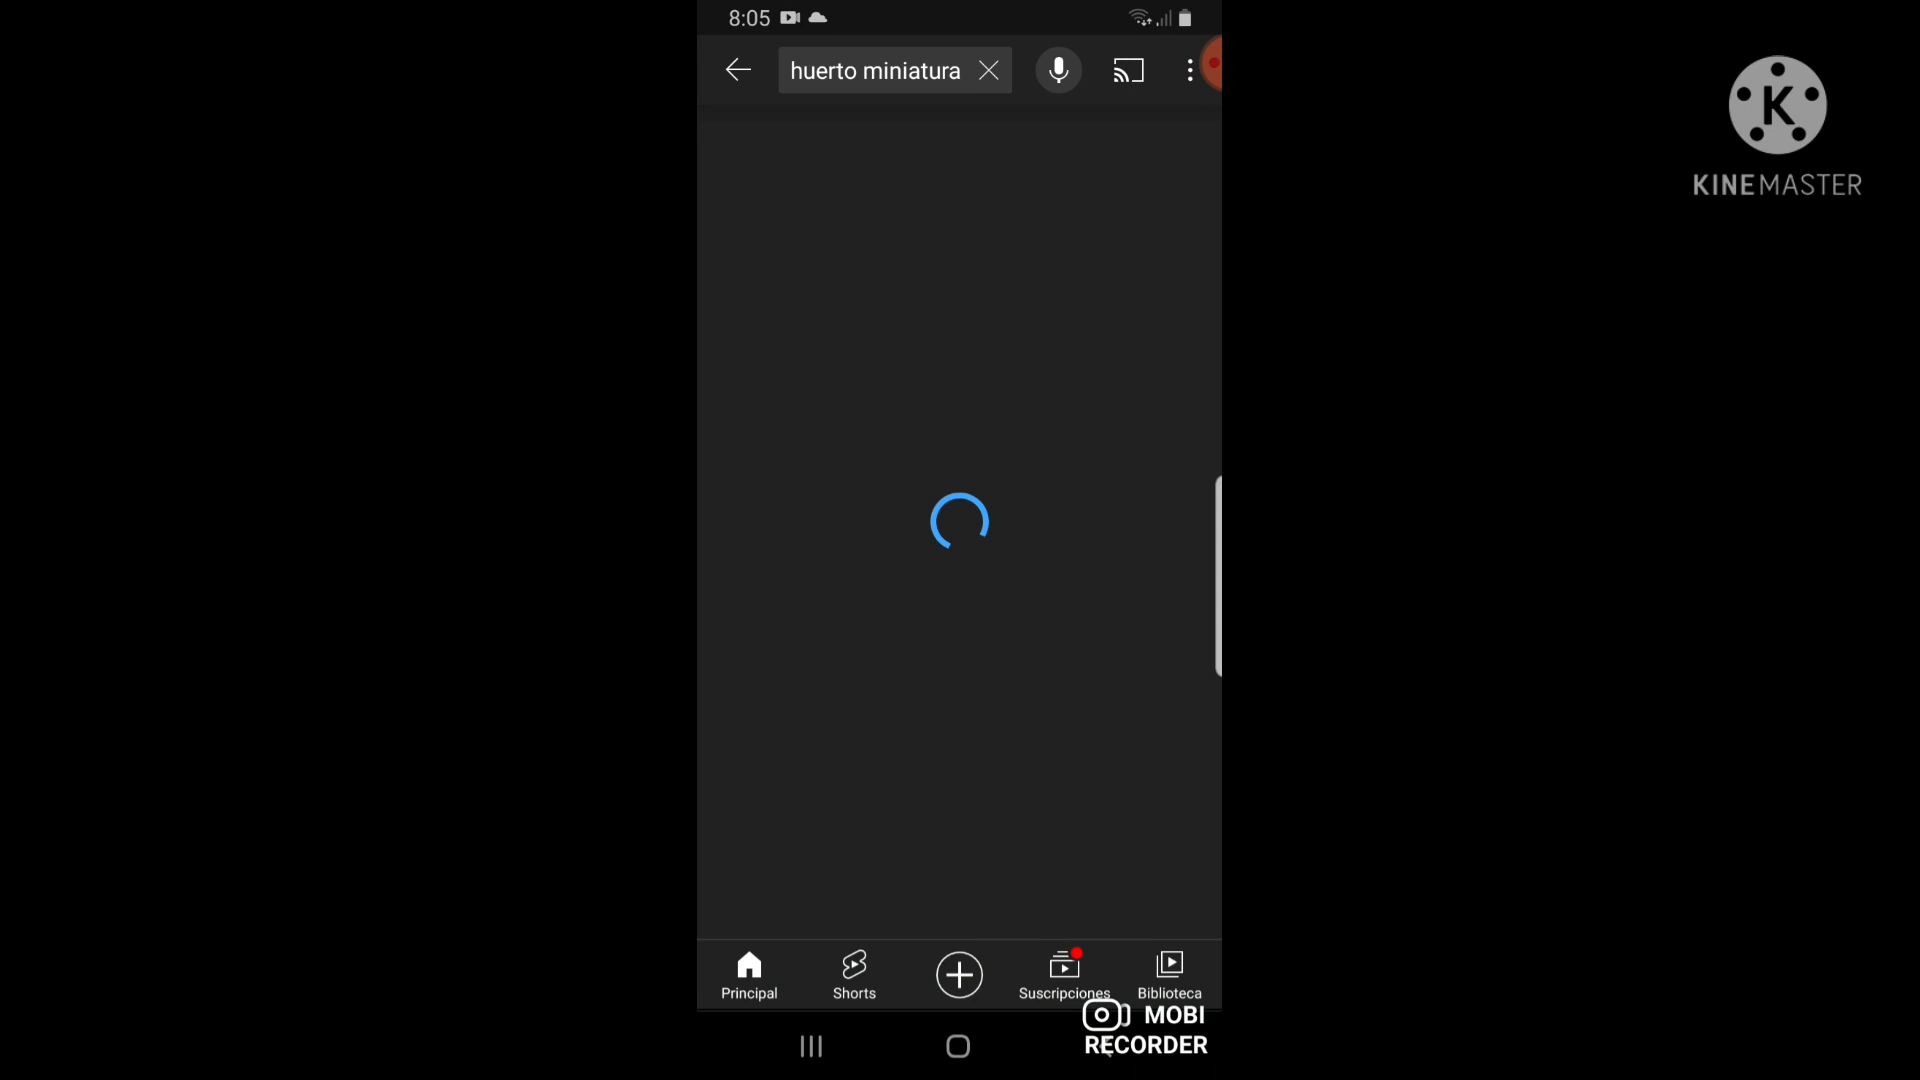 8:05
huerto miniatura
K
KINEMASTER
Principal
Shorts
Suscripciones
Biblioteca
MOBI
RECORDER